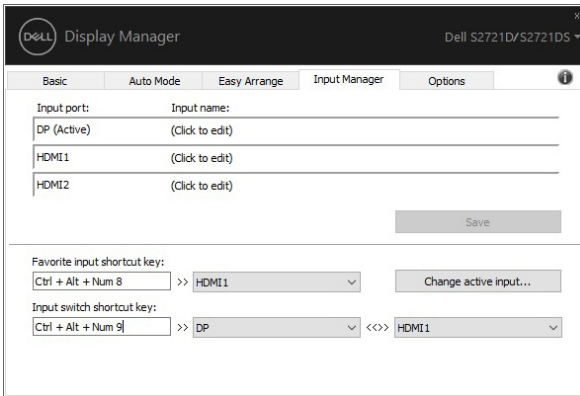 DELL Display Manager Dell S2721D/S2721DS
Basic Auto Mode Easy Arrange Input Manager Options
Input port: Input name:
DP (Active) (Click to edit)
HDMI1 (Click to edit)
HDMI2 (Click to edit)
Save
Favorite input shortcut key:
Ctrl + Alt + Num 8 >> HDMI1 Change active input...
Input switch shortcut key:
Ctrl + Alt + Num 9 >> DP <<>> HDMI1